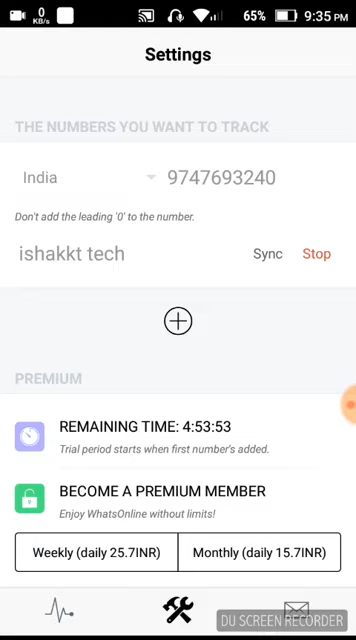 0
KB/s
65%
9:35 PM
Settings
THE NUMBERS YOU WANT TO TRACK
India
9747693240
Don't add the leading '0' to the number.
ishakkt tech
Sync
Stop
PREMIUM
REMAINING TIME: 4:53:53
Trial period starts when first number's added.
BECOME A PREMIUM MEMBER
Enjoy WhatsOnline without limits!
Weekly (daily 25.7INR)
Monthly (daily 15.7INR)
DU SCREEN RECORDER